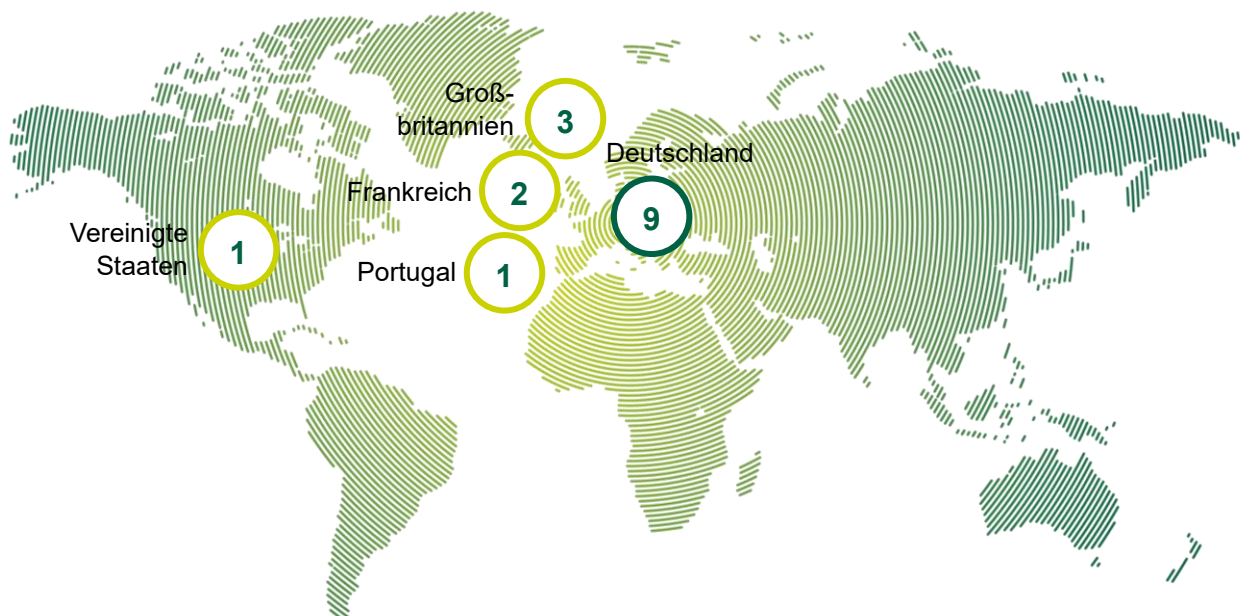 Groß-
britannien
3
Deutschland
Frankreich
2
9
Vereinigte
Staaten
1
Portugal
1